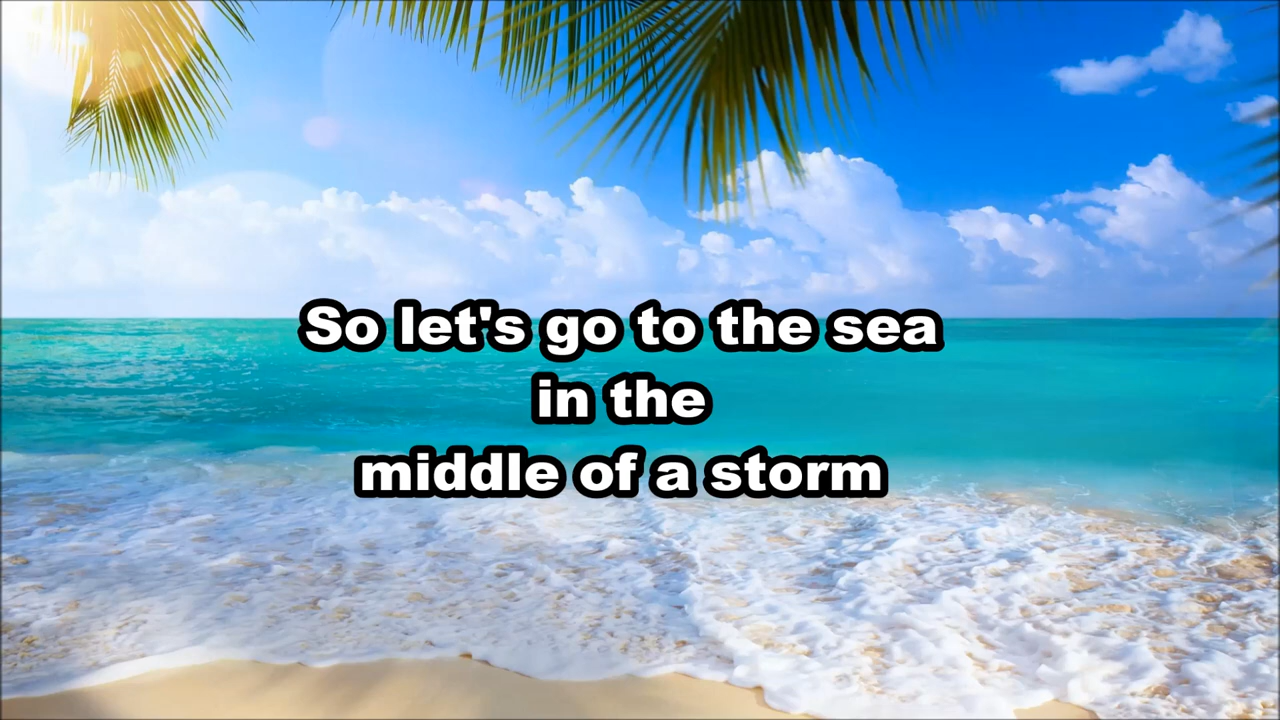 So let's go to the sea
in the
middle of a storm